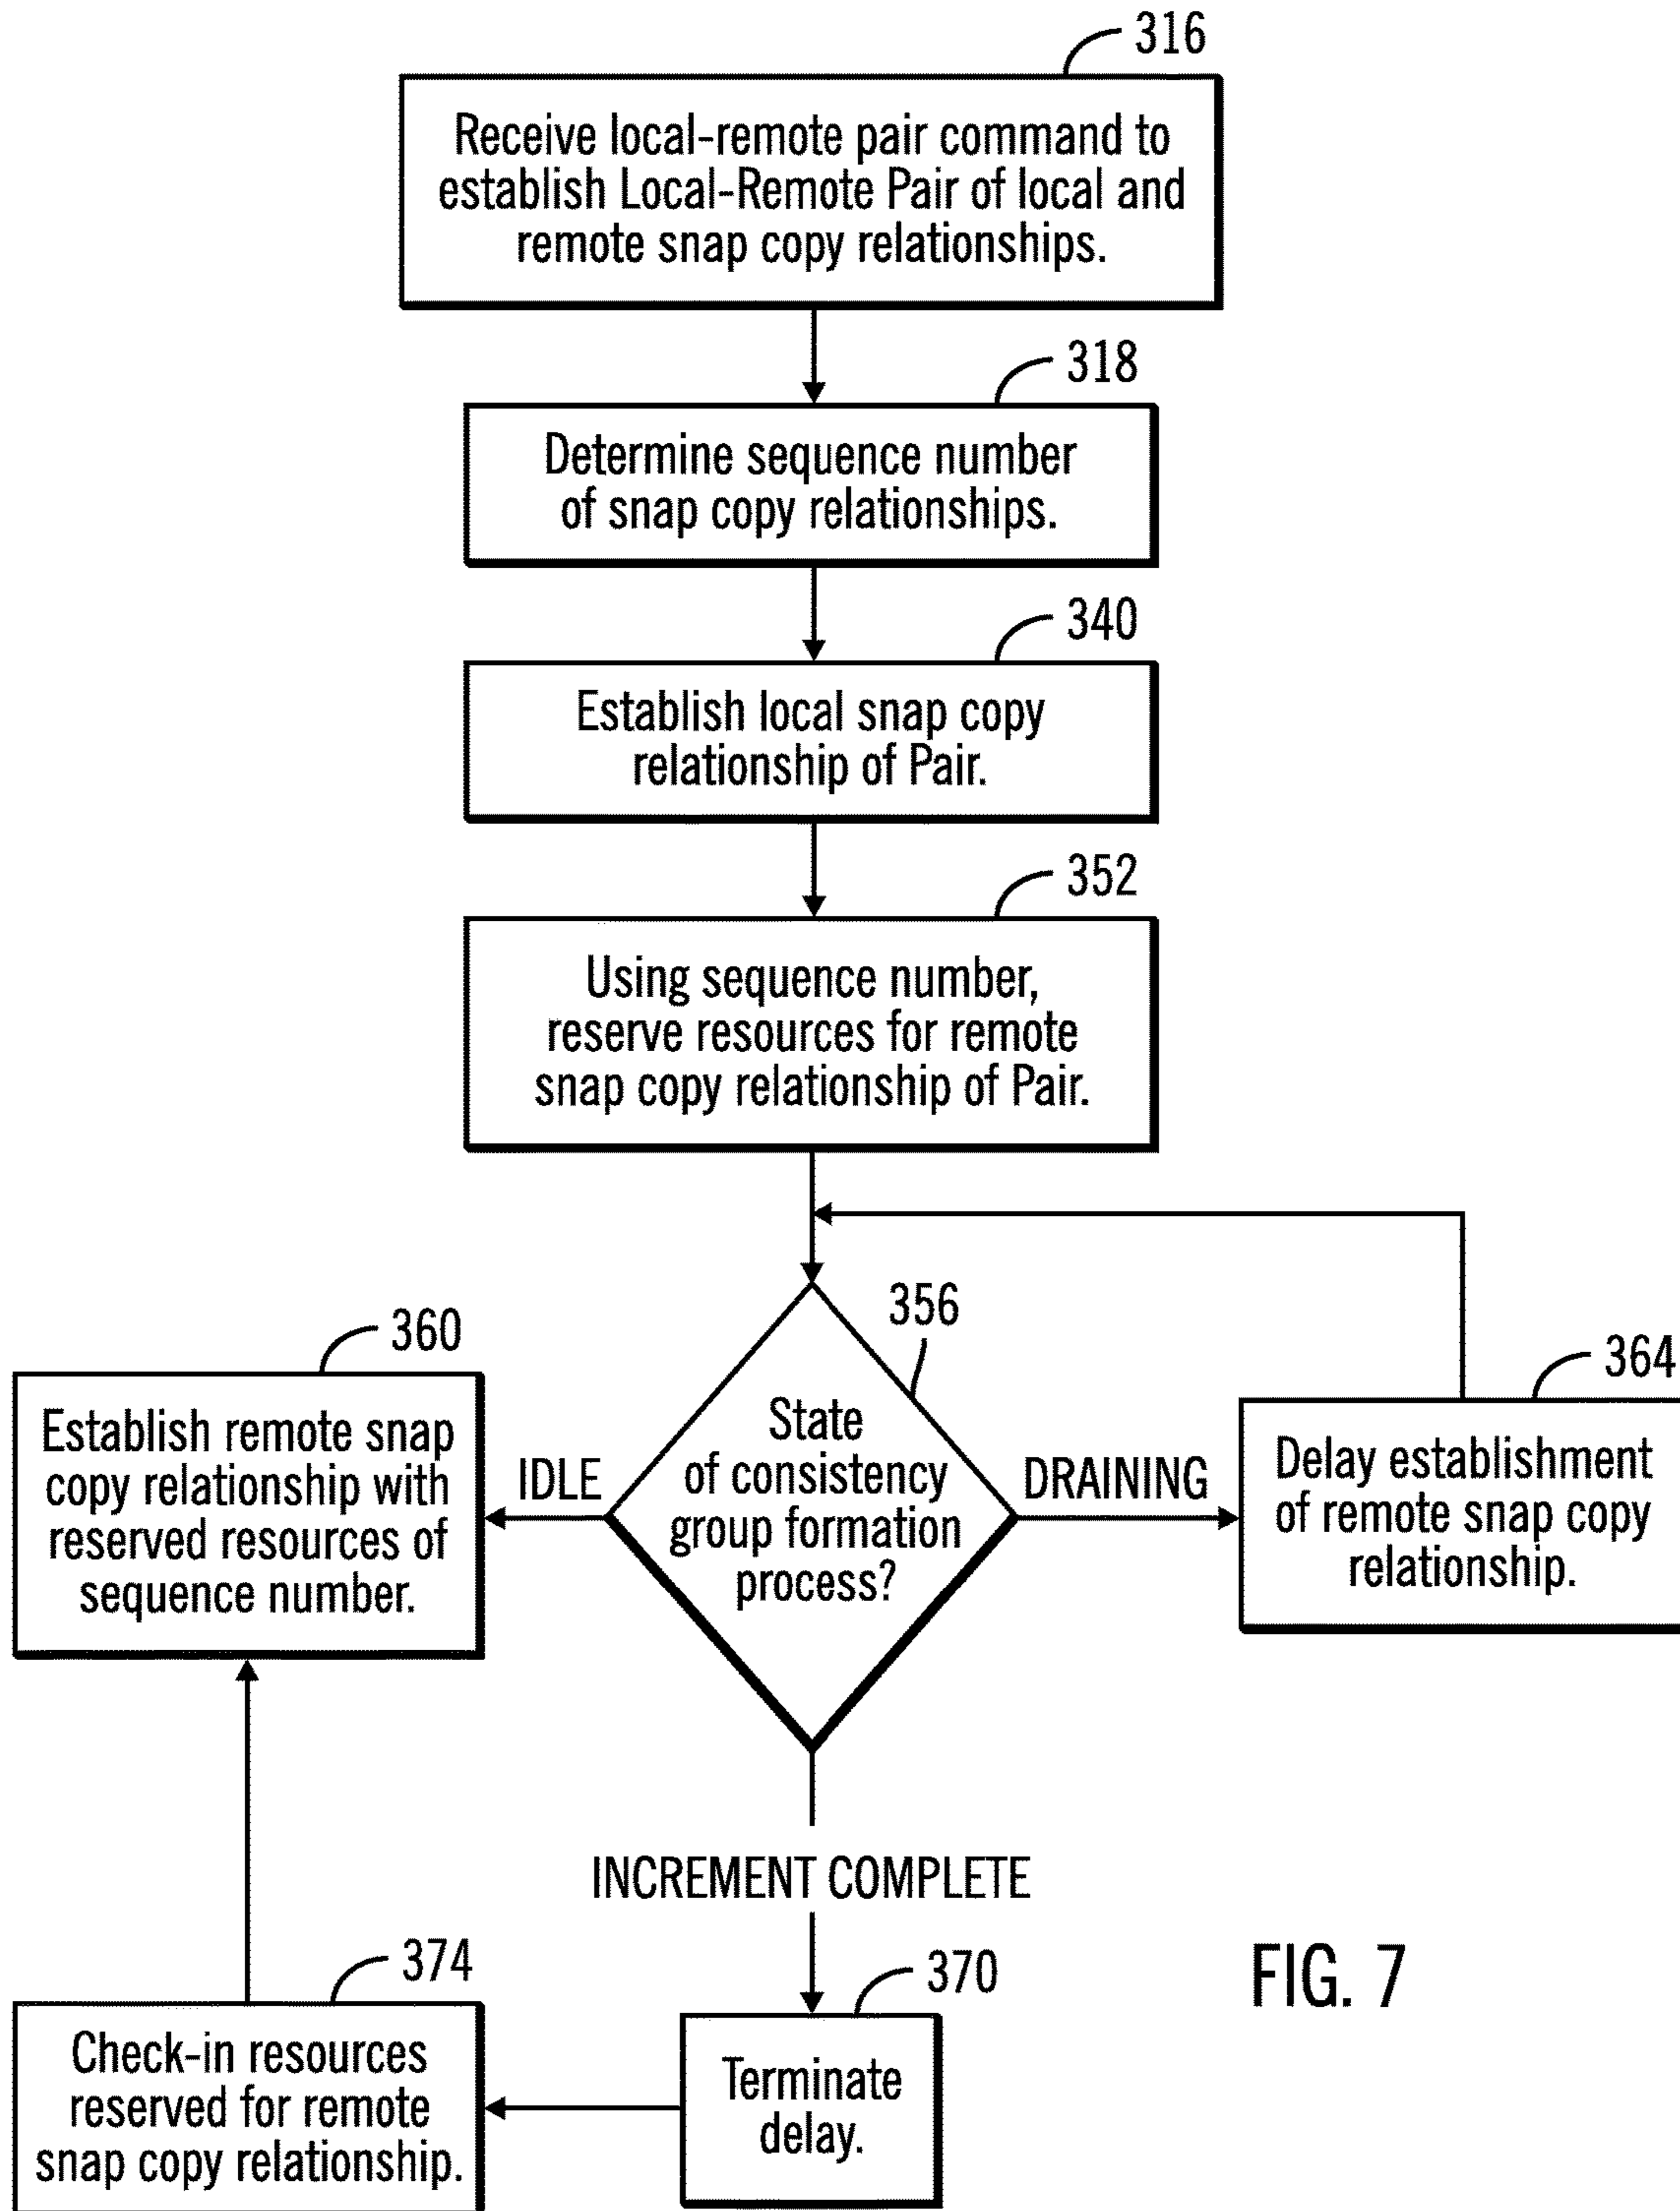 316
Receive local-remote pair command to
establish Local-Remote Pair of local and
remote snap copy relationships.
318
Determine sequence number
of snap copy relationships.
340
Establish local snap copy
relationship of Pair.
352
Using sequence number,
reserve resources for remote
snap copy relationship of Pair.
356
State
of consistency
group formation
process?
360
Establish remote snap
copy relationship with
reserved resources of
sequence number.
IDLE
DRAINING
364
Delay establishment
of remote snap copy
relationship.
INCREMENT COMPLETE
370
Terminate
delay.
374
Check-in resources
reserved for remote
snap copy relationship.
FIG. 7